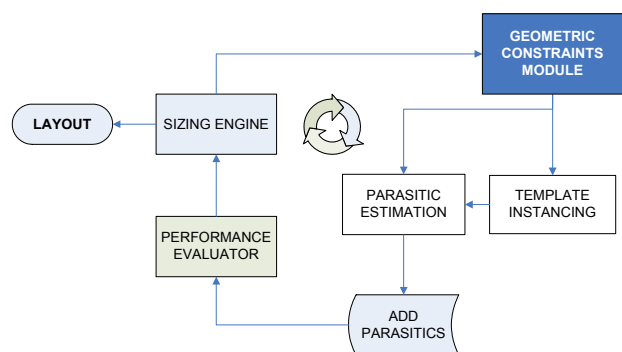 GEOMETRIC
CONSTRAINTS
MODULE
LAYOUT
SIZING ENGINE
PARASITIC
ESTIMATION
TEMPLATE
INSTANCING
PERFORMANCE
EVALUATOR
ADD
PARASITICS